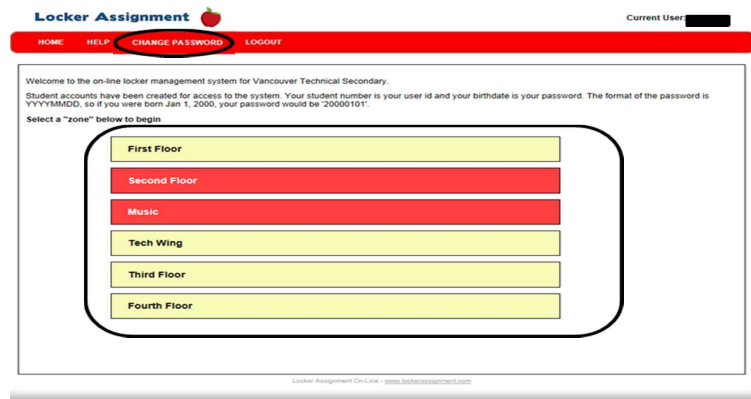 Locker Assignment
Current User:
HOME HELP CHANGE PASSWORD LOGOUT
Welcome to the on-line locker management system for Vancouver Technical Secondary.
Student accounts have been created for access to the system. Your student number is your user id and your birthdate is your password. The format of the password is
YYYYMMDD, so if you were born Jan 1, 2000, your password would be '20000101'.
Select a "zone" below to begin
First Floor
Second Floor
Music
Tech Wing
Third Floor
Fourth Floor
Locker Assignment On-Line - www.lockerassignment.com